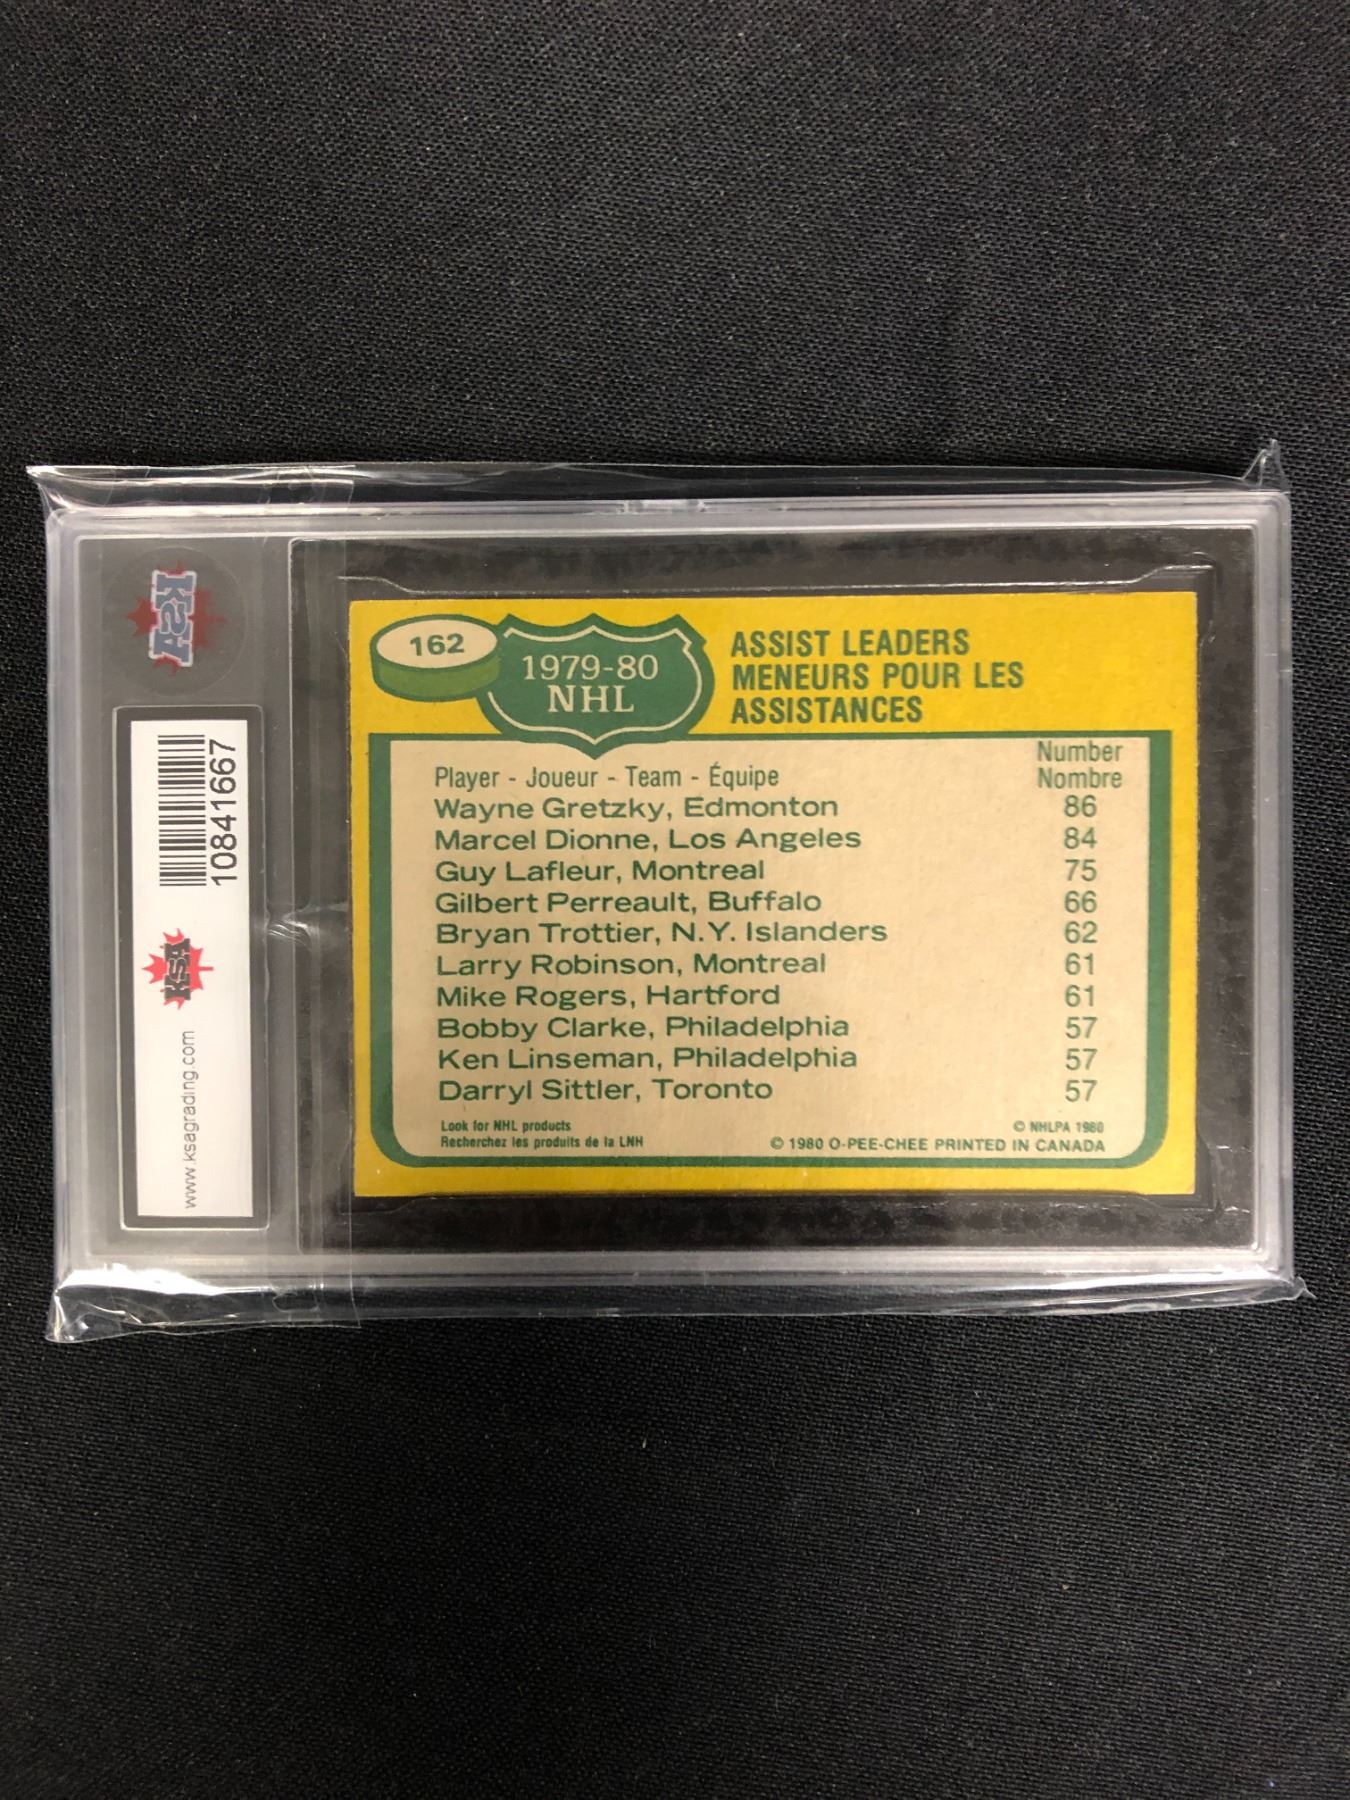 162
1979-80
NHL
ASSIST LEADERS
MENEURS POUR LES
ASSISTANCES
Player - Joueur - Team - Équipe
Number
Nombre
Wayne Gretzky, Edmonton 86
Marcel Dionne, Los Angeles 84
Guy Lafleur, Montreal 75
Gilbert Perreault, Buffalo 66
Bryan Trottier, N.Y. Islanders 62
Larry Robinson, Montreal 61
Mike Rogers, Hartford 61
Bobby Clarke, Philadelphia 57
Ken Linseman, Philadelphia 57
Darryl Sittler, Toronto 57
Look for NHL products
Recherchez les produits de la LNH
© NHLPA 1980
© 1980 O-PEE-CHEE PRINTED IN CANADA
KSA
10841667
KSA
www.ksagrading.com